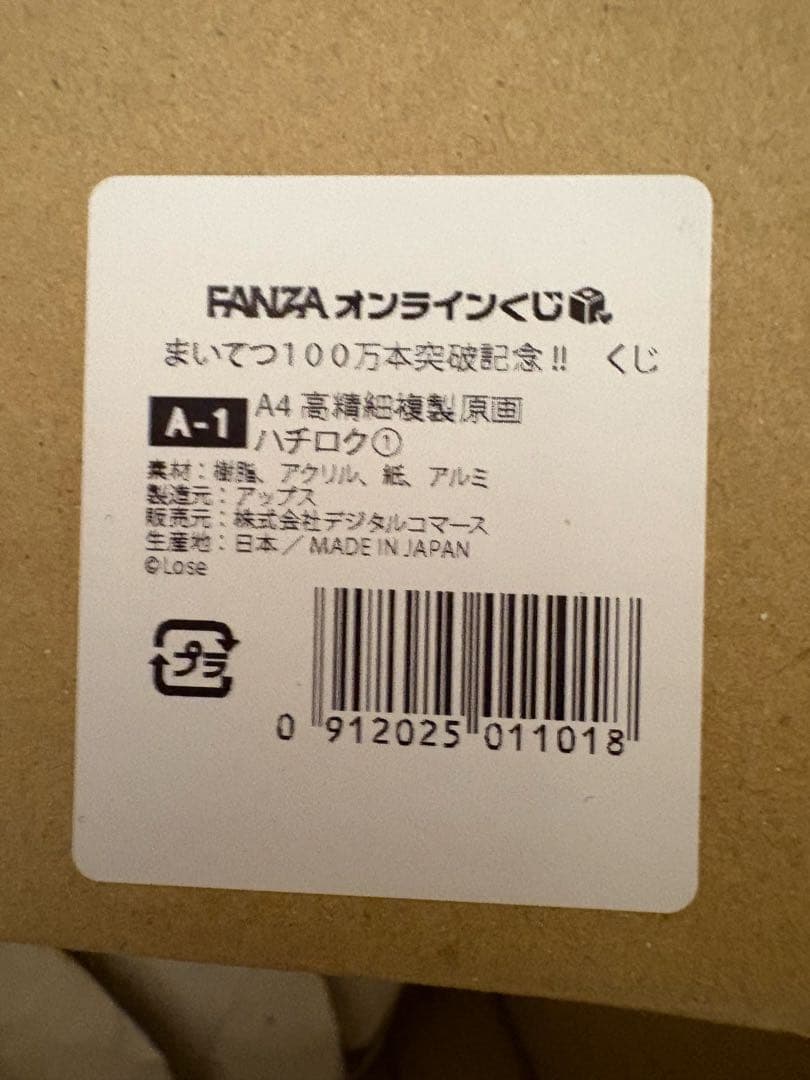 FANZAオンラインくじ
まいてつ100万本突破記念!!　くじ
A-1 A4 高精細複製原画
ハチロク①
素材：樹脂、アクリル、紙、アルミ
製造元：アップス
販売元：株式会社デジタルコマース
生産地：日本／MADE IN JAPAN
©Lose
プラ
0 912025 011018